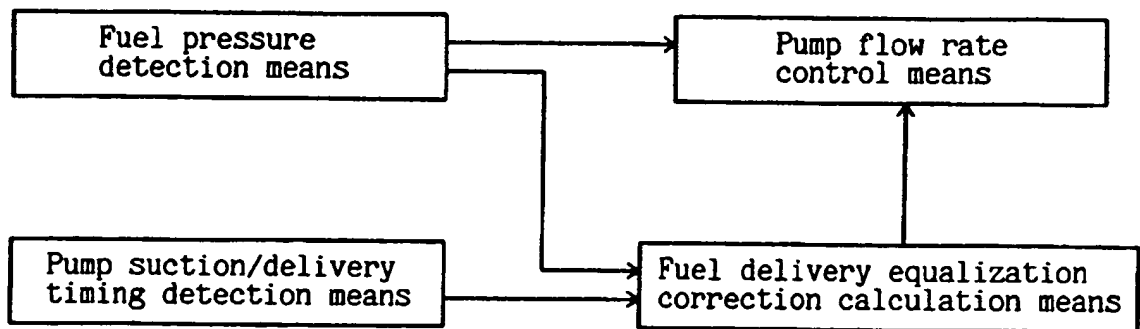 Fuel pressure
detection means
Pump flow rate
control means
Pump suction/delivery
timing detection means
Fuel delivery equalization
correction calculation means